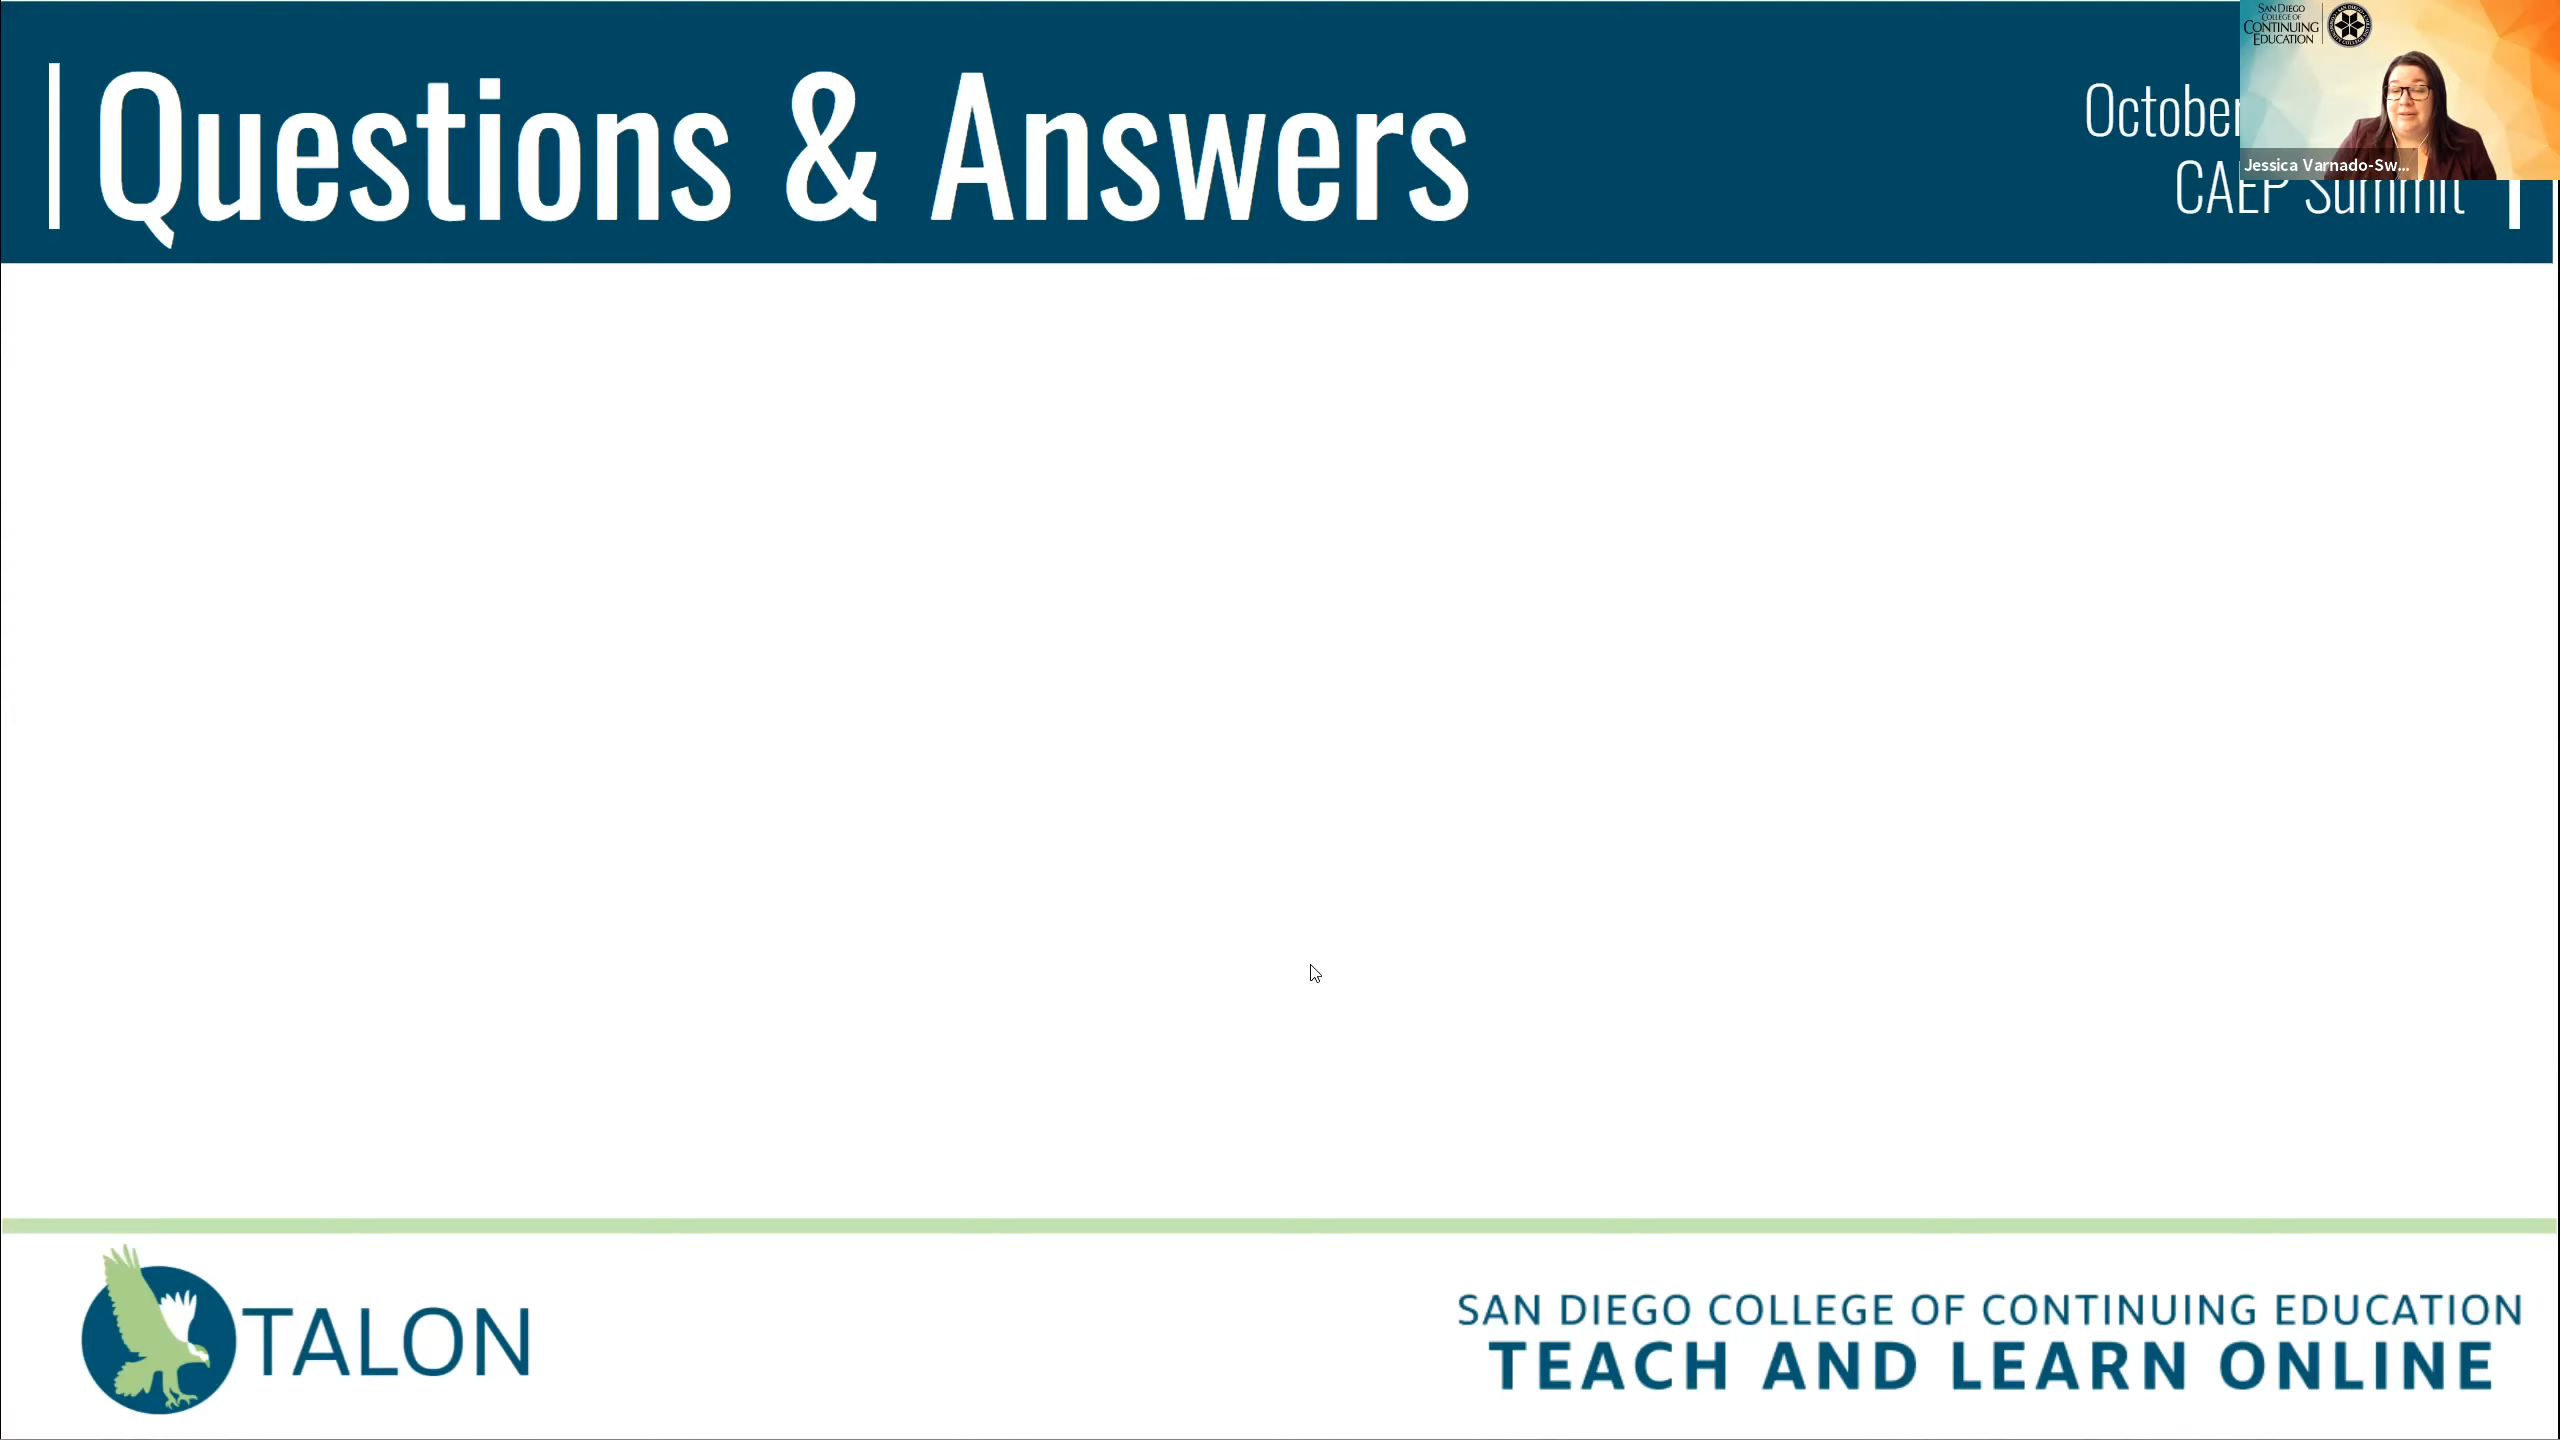 Questions & Answers
October
CAEP Summit
SAN DIEGO
COLLEGE OF
CONTINUING
EDUCATION
Jessica Varnado-Sw...
TALON
SAN DIEGO COLLEGE OF CONTINUING EDUCATION
TEACH AND LEARN ONLINE